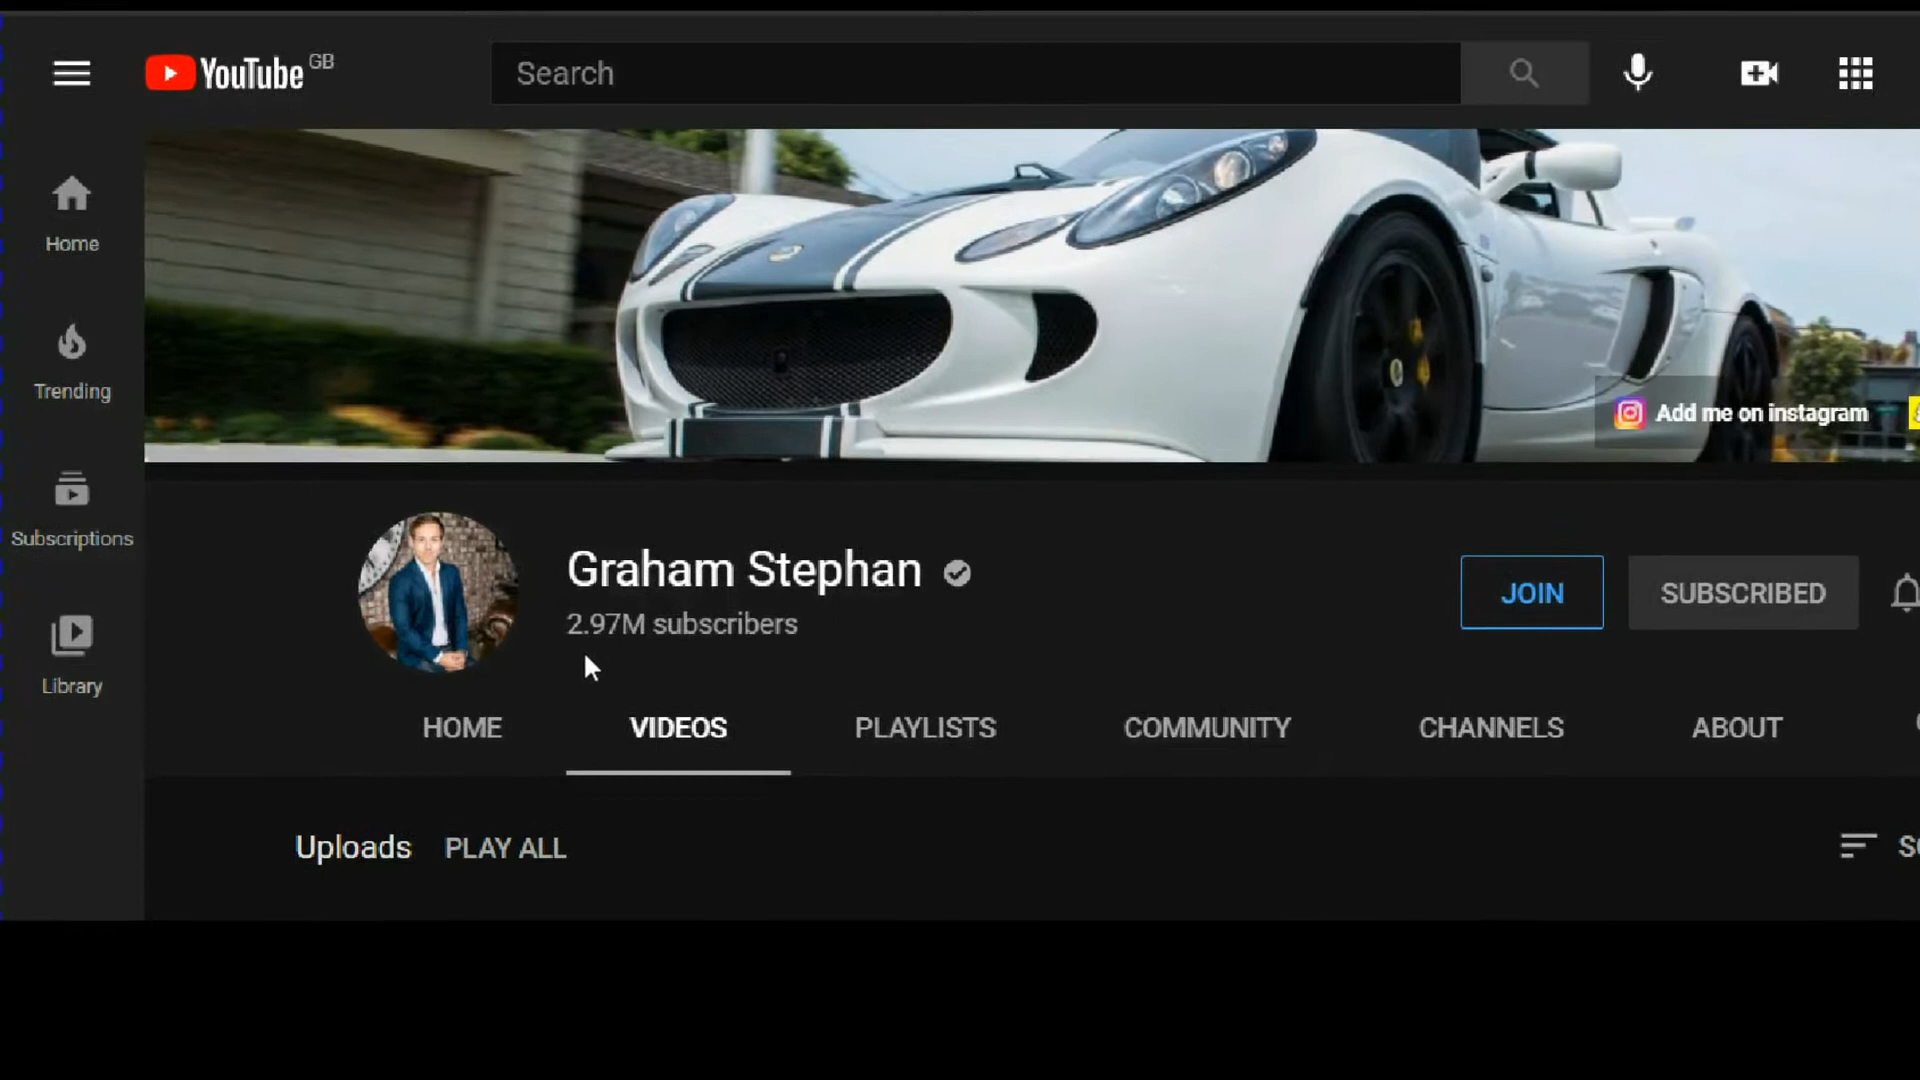 YouTube GB
Search
Home
Trending
Subscriptions
Library
Add me on instagram
Graham Stephan
2.97M subscribers
JOIN
SUBSCRIBED
HOME
VIDEOS
PLAYLISTS
COMMUNITY
CHANNELS
ABOUT
Uploads
PLAY ALL